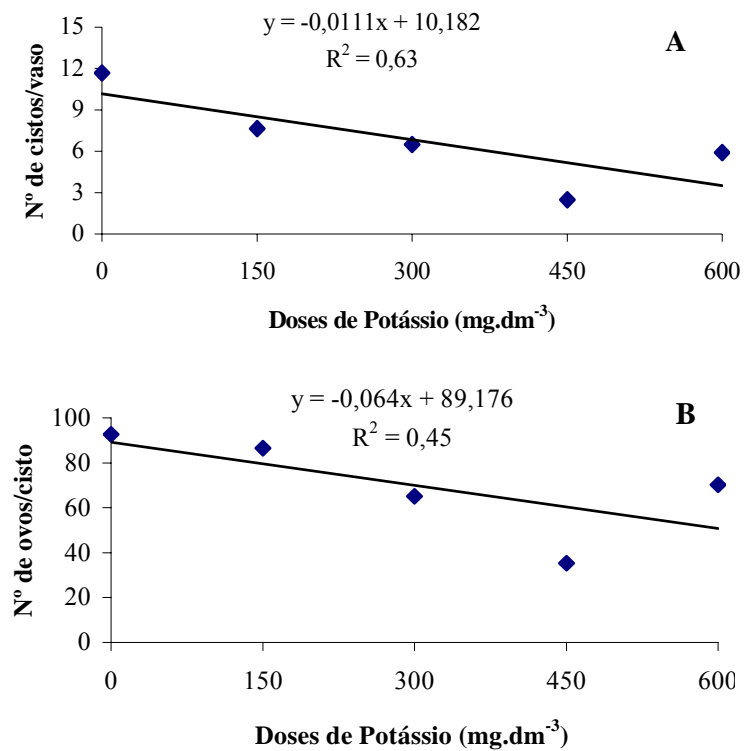 y = -0,0111x + 10,182
R² = 0,63
A
Nº de cistos/vaso
15
12
9
6
3
0
0 150 300 450 600
Doses de Potássio (mg.dm⁻³)
y = -0,064x + 89,176
R² = 0,45
B
Nº de ovos/cisto
100
80
60
40
20
0
0 150 300 450 600
Doses de Potássio (mg.dm⁻³)